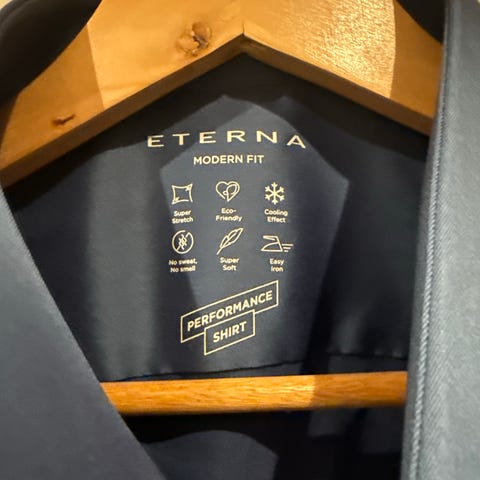 ETERNA
MODERN FIT
Super
Stretch
Eco-
Friendly
Cooling
Effect
No sweat,
No smell
Super
Soft
Easy
Iron
PERFORMANCE
SHIRT